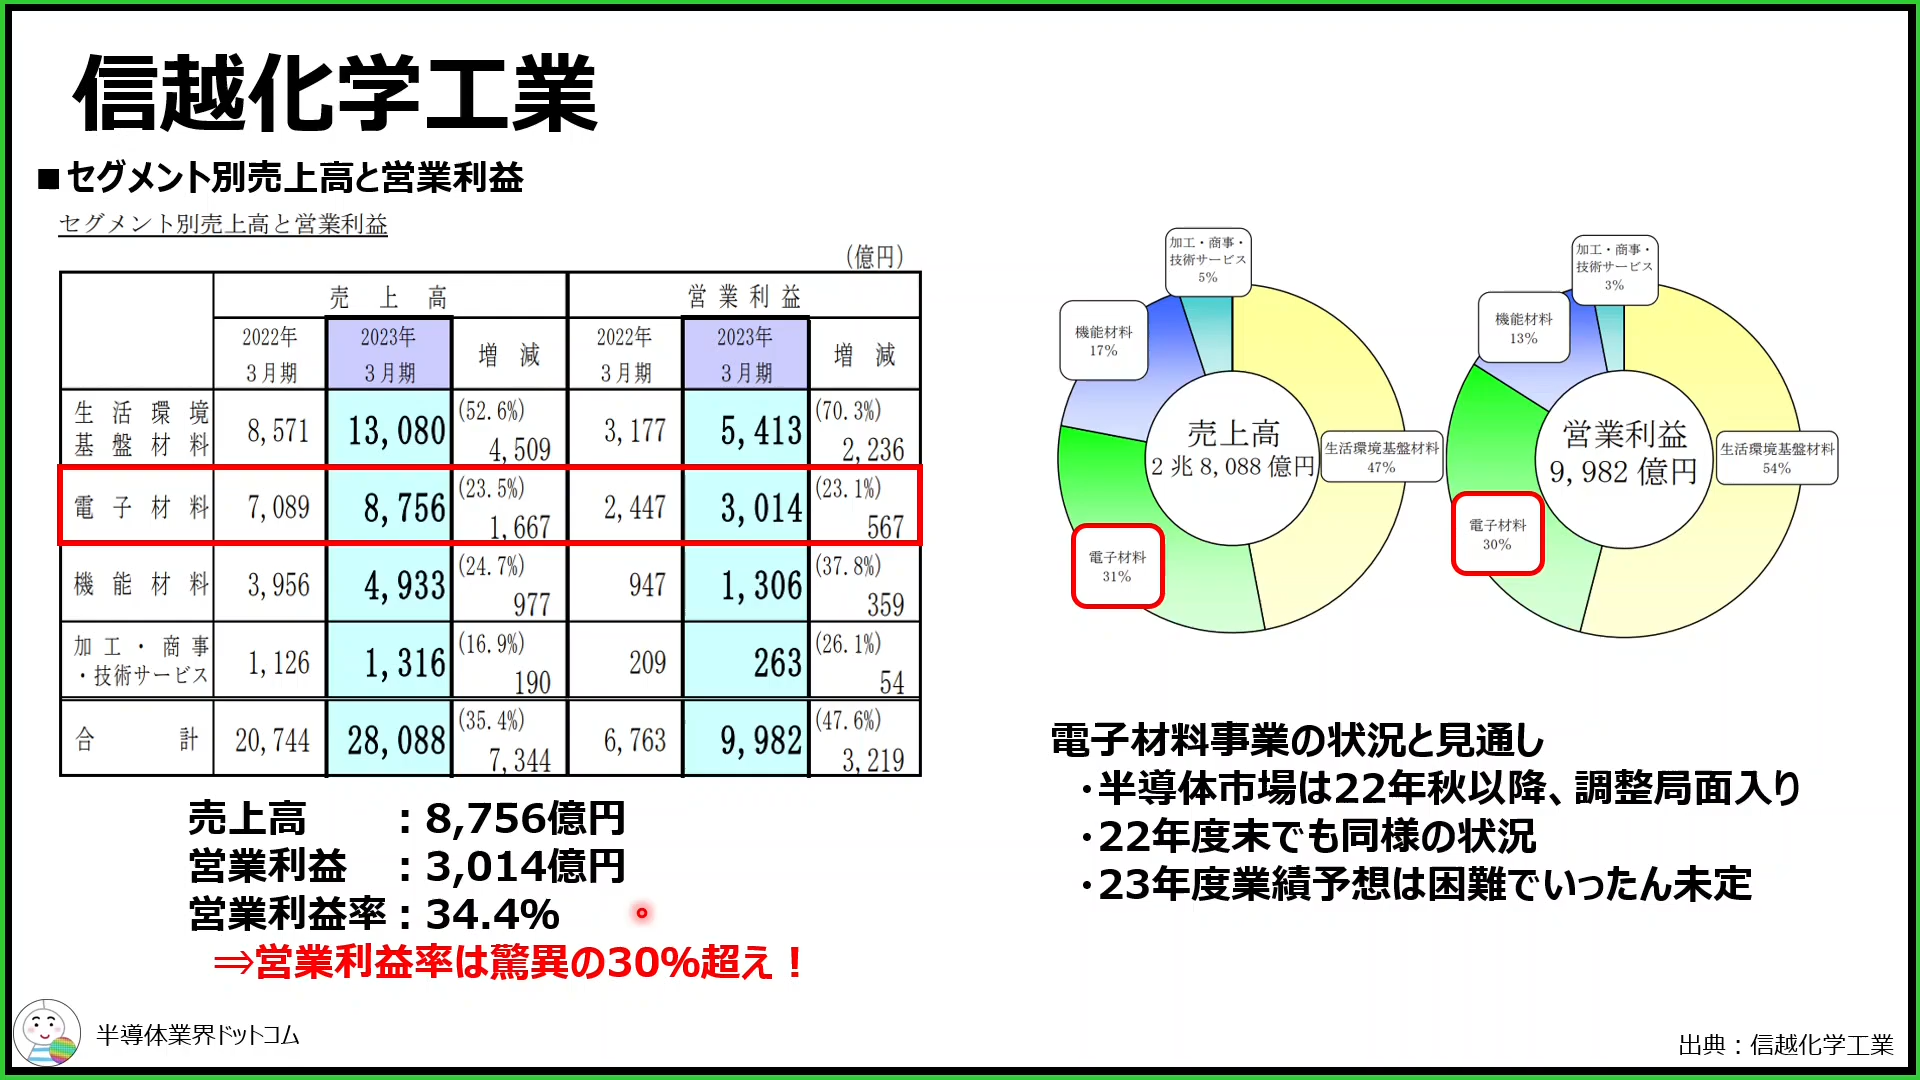 信越化学工業
■セグメント別売上高と営業利益
セグメント別売上高と営業利益
(億円)
売 上 高 営 業 利 益
2022年 3月期 2023年 3月期 増 減 2022年 3月期 2023年 3月期 増 減
生活環境基盤材料 8,571 13,080 (52.6%) 4,509 3,177 5,413 (70.3%) 2,236
電子材料 7,089 8,756 (23.5%) 1,667 2,447 3,014 (23.1%) 567
機能材料 3,956 4,933 (24.7%) 977 947 1,306 (37.8%) 359
加工・商事・技術サービス 1,126 1,316 (16.9%) 190 209 263 (26.1%) 54
合計 20,744 28,088 (35.4%) 7,344 6,763 9,982 (47.6%) 3,219
売上高 :8,756億円
営業利益 :3,014億円
営業利益率:34.4%
⇒営業利益率は驚異の30%超え!
加工・商事・
技術サービス
5%
機能材料
17%
売上高
2兆8,088億円
生活環境基盤材料
47%
電子材料
31%
加工・商事・
技術サービス
3%
機能材料
13%
営業利益
9,982億円
生活環境基盤材料
54%
電子材料
30%
電子材料事業の状況と見通し
・半導体市場は22年秋以降、調整局面入り
・22年度末でも同様の状況
・23年度業績予想は困難でいったん未定
半導体業界ドットコム
出典:信越化学工業